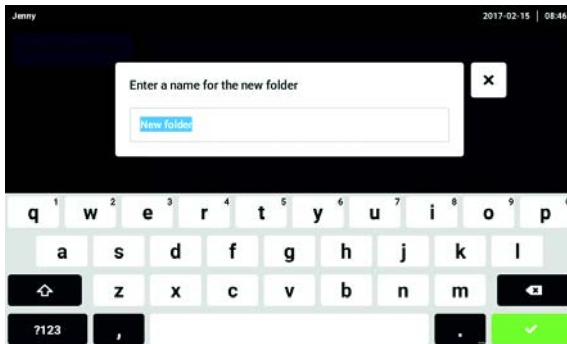 Jenny 2017-02-15 08:46
Enter a name for the new folder
New folder
q 1 w 2 e 3 r 4 t 5 y 6 u 7 i 8 o 9 p
a s d f g h j k l
z x c v b n m
?123 , .